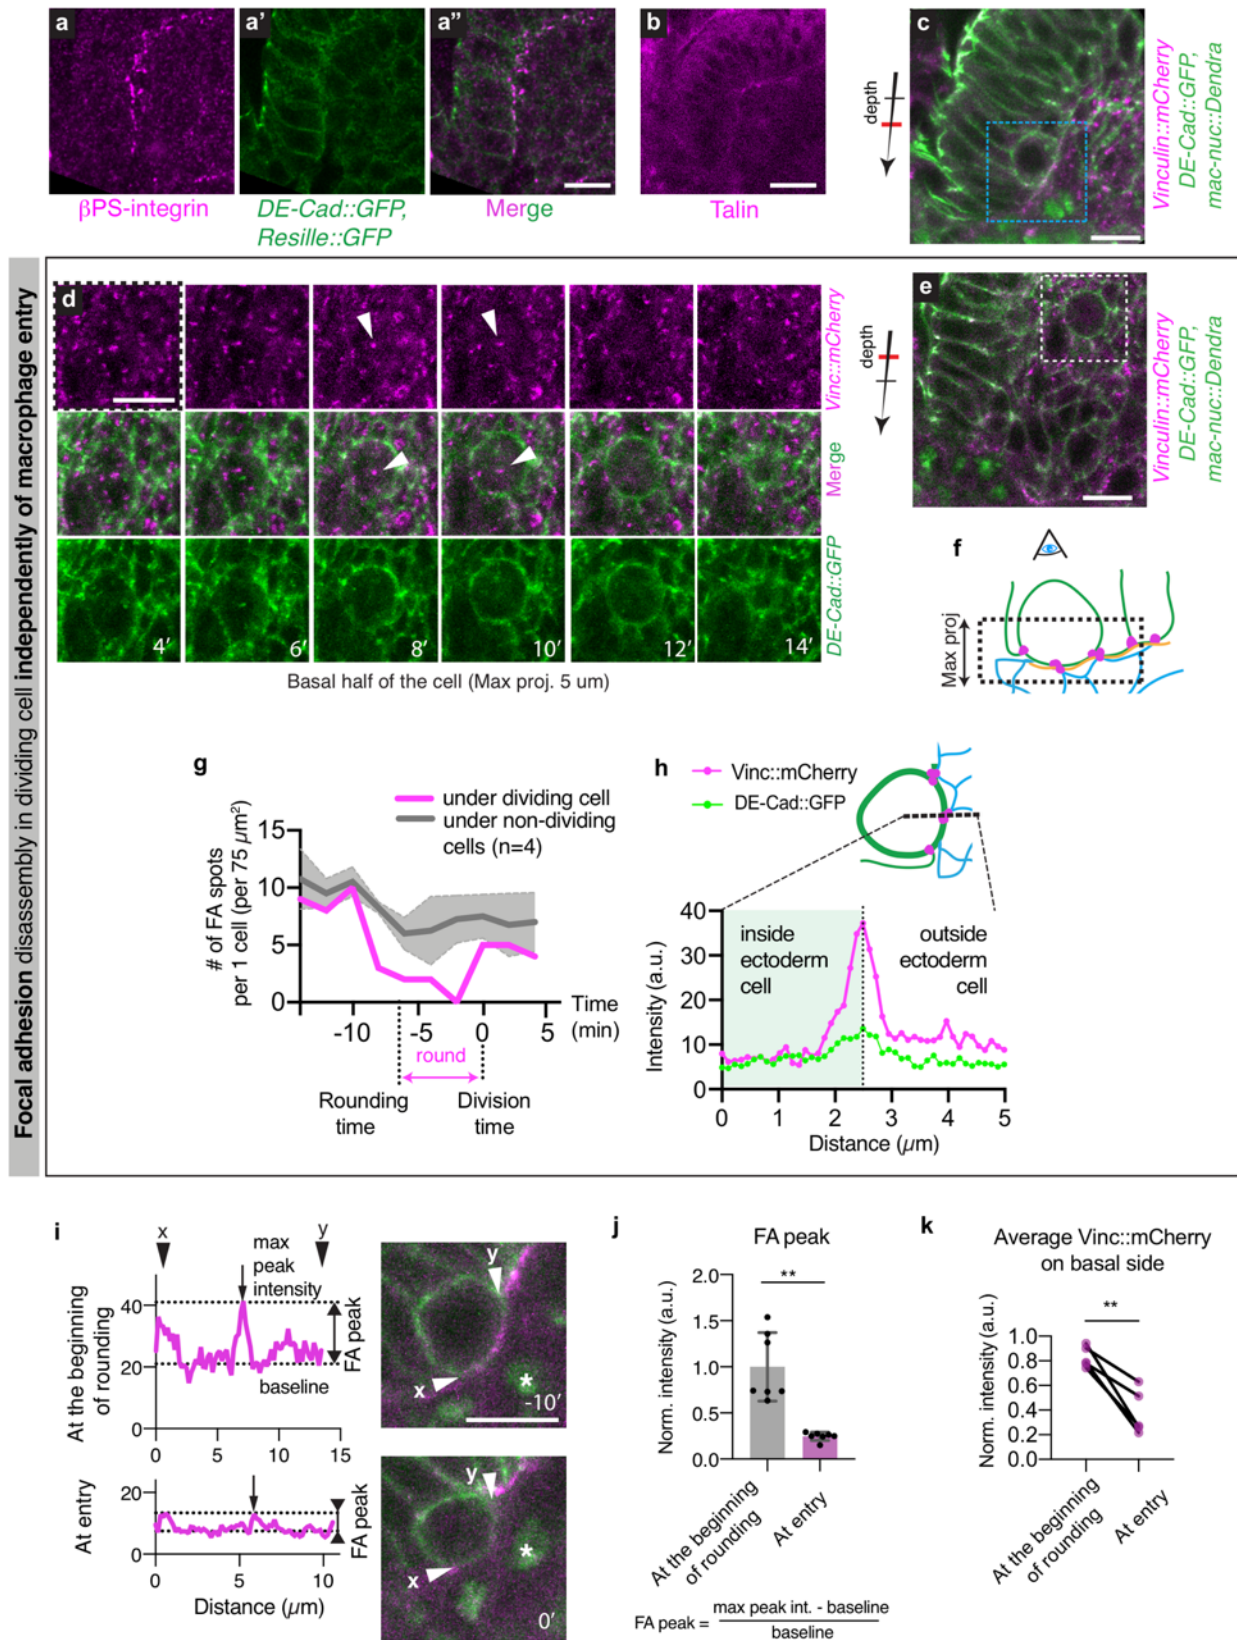 a
a′
a″
b
c
βPS-integrin
DE-Cad::GFP,
Resille::GFP
Merge
Talin
depth
Vinculin::mCherry
DE-Cad::GFP,
mac-nuc::Dendra
Focal adhesion disassembly in dividing cell independently of macrophage entry
d
Vinc::mCherry
Merge
DE-Cad::GFP
4′
6′
8′
10′
12′
14′
Basal half of the cell (Max proj. 5 um)
e
depth
Vinculin::mCherry
DE-Cad::GFP,
mac-nuc::Dendra
f
Max proj
g
under dividing cell
under non-dividing
cells (n=4)
# of FA spots
per 1 cell (per 75 µm²)
15
10
5
0
-10
-5
0
5
Time
(min)
round
Rounding
time
Division
time
h
Vinc::mCherry
DE-Cad::GFP
Intensity (a.u.)
40
30
20
10
0
inside
ectoderm
cell
outside
ectoderm
cell
0
1
2
3
4
5
Distance (µm)
i
x
y
max
peak
intensity
At the beginning
of rounding
40
20
0
baseline
FA peak
0
5
10
15
At entry
20
0
FA peak
0
5
10
Distance (µm)
y
x
*
-10′
y
x
*
0′
j
FA peak
**
Norm. intensity (a.u.)
2.0
1.5
1.0
0.5
0.0
At the beginning
of rounding
At entry
FA peak = max peak int. - baseline
baseline
k
Average Vinc::mCherry
on basal side
**
Norm. intensity (a.u.)
1.0
0.8
0.6
0.4
0.2
0.0
At the beginning
of rounding
At entry